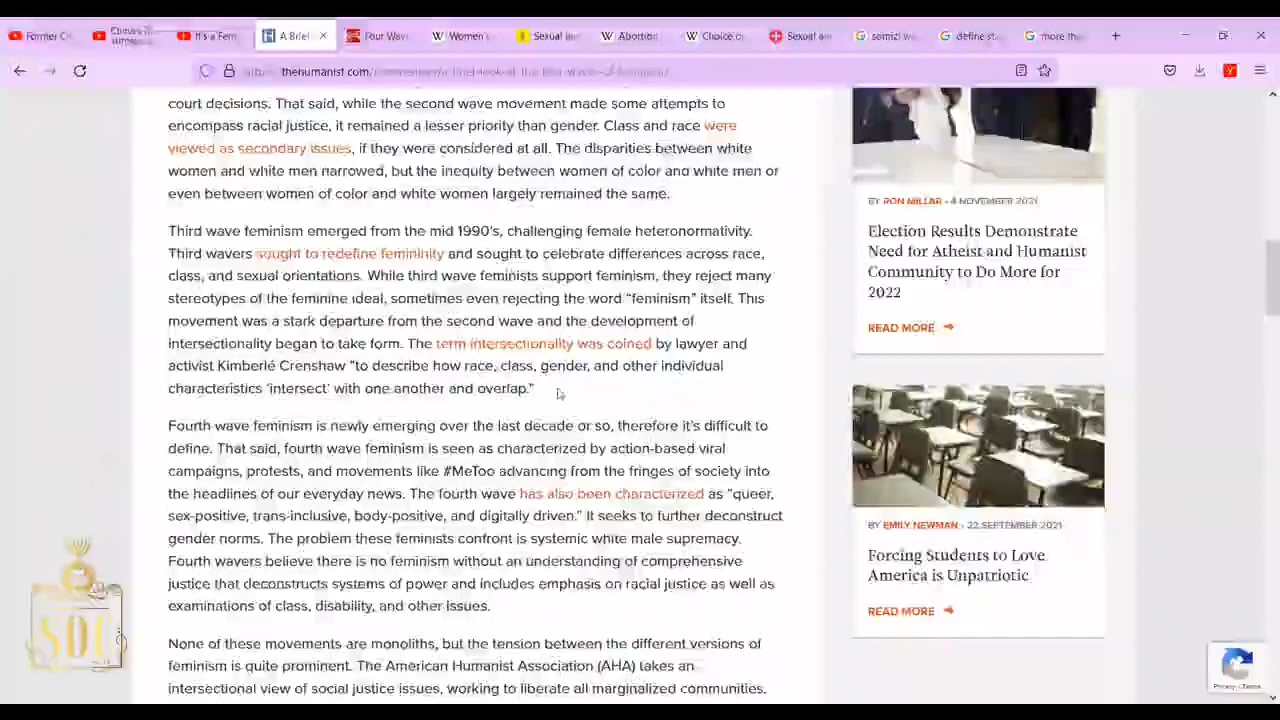 Former C
It's a Fem
A Brief
Four Wav
Women's
Sexual
Abortion
Choice
Sexual
define st
more tha
thehumanist.com
court decisions. That said, while the second wave movement made some attempts to
encompass racial justice, it remained a lesser priority than gender. Class and race were
viewed as secondary issues, if they were considered at all. The disparities between white
women and white men narrowed, but the inequity between women of color and white men or
even between women of color and white women largely remained the same.
Third wave feminism emerged from the mid 1990's, challenging female heteronormativity.
Third wavers sought to redefine femininity and sought to celebrate differences across race,
class, and sexual orientations. While third wave feminists support feminism, they reject many
stereotypes of the feminine ideal, sometimes even rejecting the word “feminism” itself. This
movement was a stark departure from the second wave and the development of
intersectionality began to take form. The term intersectionality was coined by lawyer and
activist Kimberlé Crenshaw “to describe how race, class, gender, and other individual
characteristics ‘intersect’ with one another and overlap.”
Fourth wave feminism is newly emerging over the last decade or so, therefore it's difficult to
define. That said, fourth wave feminism is seen as characterized by action-based viral
campaigns, protests, and movements like #MeToo advancing from the fringes of society into
the headlines of our everyday news. The fourth wave has also been characterized as “queer,
sex-positive, trans-inclusive, body-positive, and digitally driven.” It seeks to further deconstruct
gender norms. The problem these feminists confront is systemic white male supremacy.
Fourth wavers believe there is no feminism without an understanding of comprehensive
justice that deconstructs systems of power and includes emphasis on racial justice as well as
examinations of class, disability, and other issues.
None of these movements are monoliths, but the tension between the different versions of
feminism is quite prominent. The American Humanist Association (AHA) takes an
intersectional view of social justice issues, working to liberate all marginalized communities.
BY RON MILLAR • 4 NOVEMBER 2021
Election Results Demonstrate
Need for Atheist and Humanist
Community to Do More for
2022
READ MORE
BY EMILY NEWMAN • 22 SEPTEMBER 2021
Forcing Students to Love
America is Unpatriotic
READ MORE
SOC
Privacy - Terms